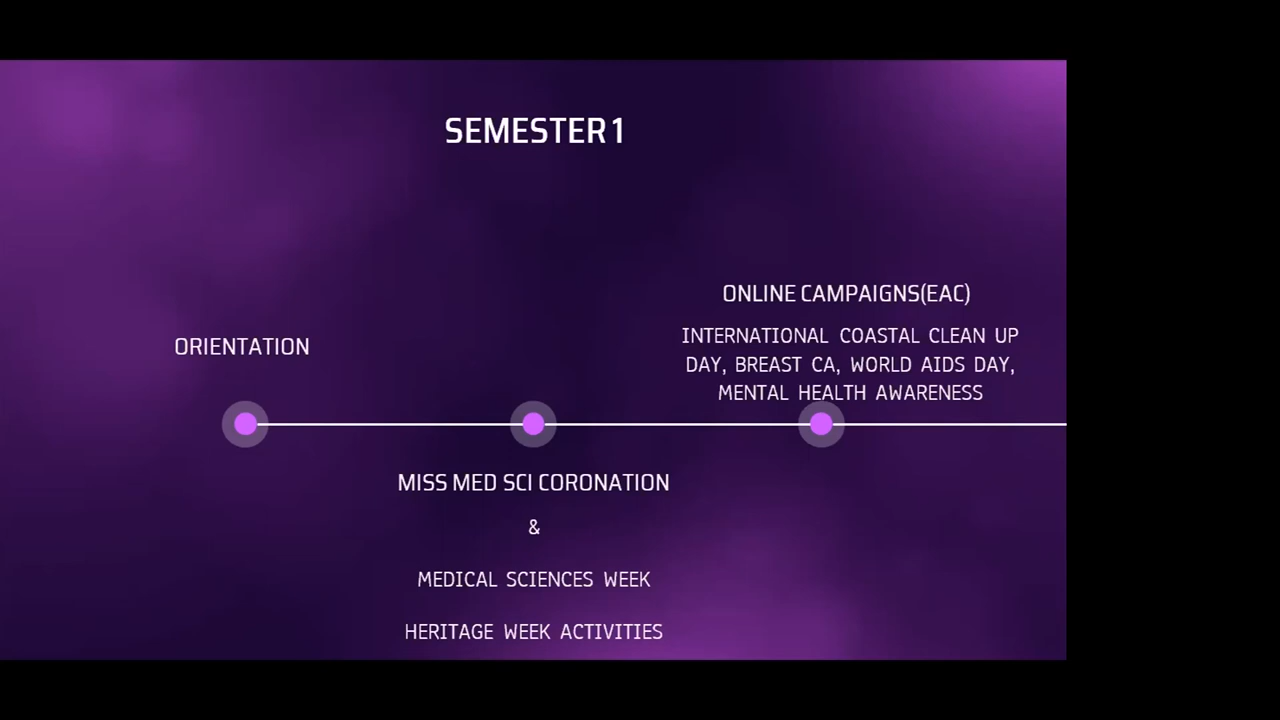 SEMESTER 1
ORIENTATION
ONLINE CAMPAIGNS(EAC)
INTERNATIONAL COASTAL CLEAN UP
DAY, BREAST CA, WORLD AIDS DAY,
MENTAL HEALTH AWARENESS
MISS MED SCI CORONATION
&
MEDICAL SCIENCES WEEK
HERITAGE WEEK ACTIVITIES